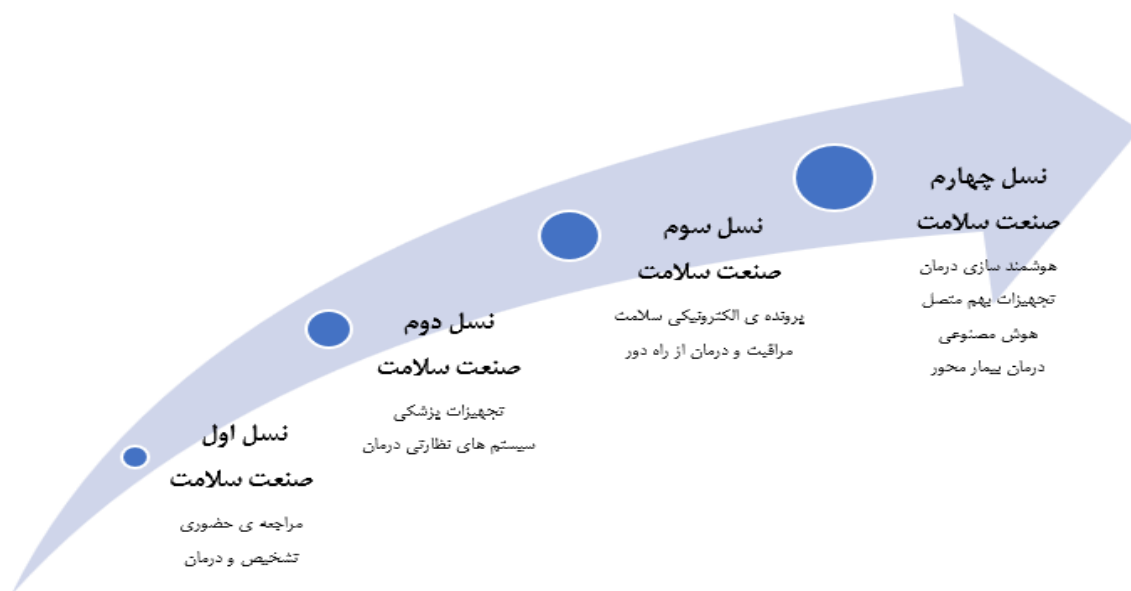 نسل اول
صنعت سلامت
مراجعه ی حضوری
تشخیص و درمان
نسل دوم
صنعت سلامت
تجهیزات پزشکی
سیستم های نظارتی درمان
نسل سوم
صنعت سلامت
پرونده ی الکترونیکی سلامت
مراقبت و درمان از راه دور
نسل چهارم
صنعت سلامت
هوشمند سازی درمان
تجهیزات بهم متصل
هوش مصنوعی
درمان بیمار محور